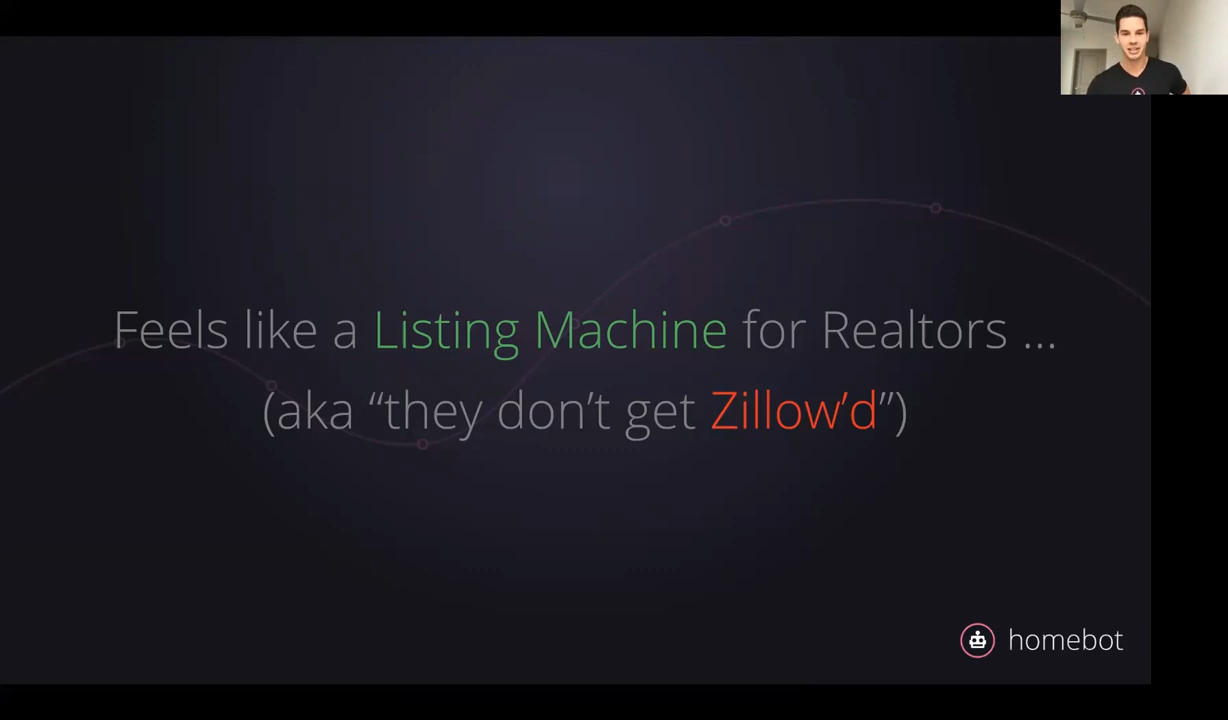 Feels like a Listing Machine for Realtors ...
(aka “they don’t get Zillow’d”)
homebot